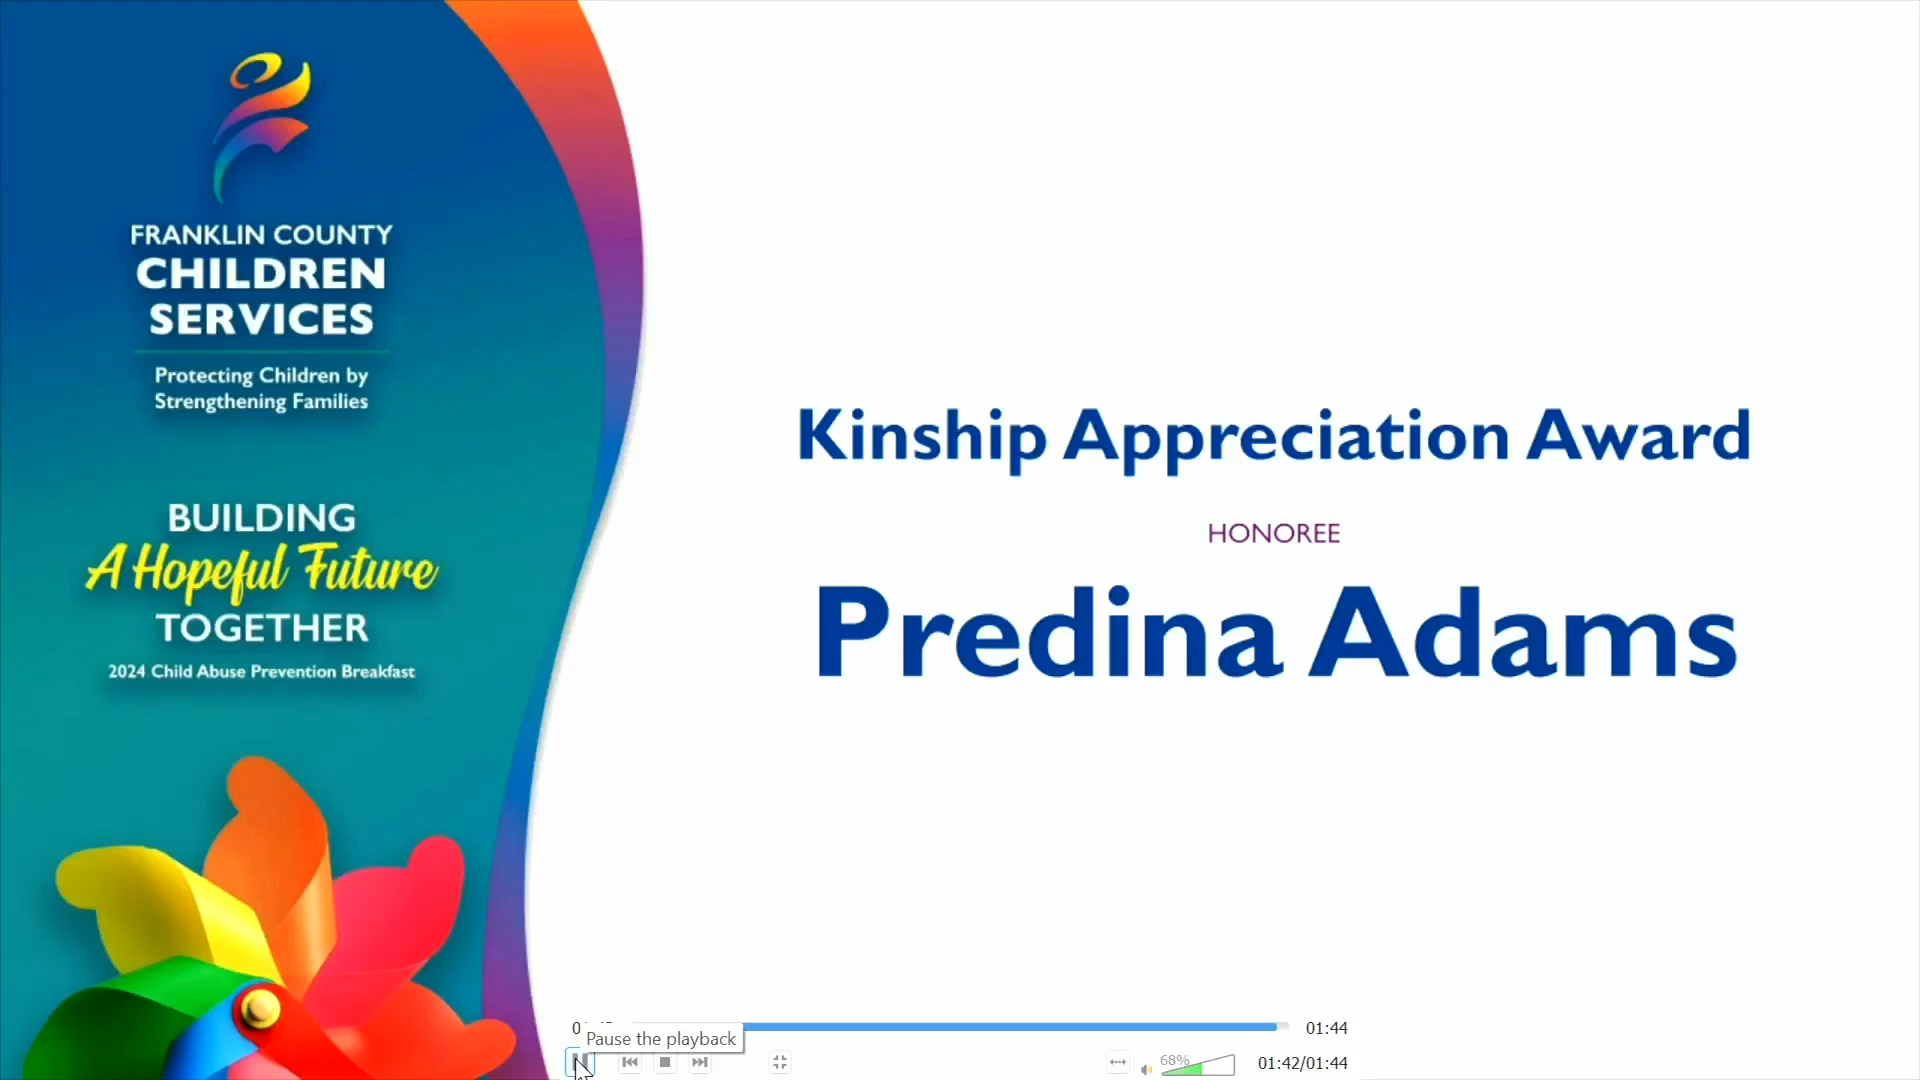 FRANKLIN COUNTY
CHILDREN
SERVICES
Protecting Children by
Strengthening Families
BUILDING
A Hopeful Future
TOGETHER
2024 Child Abuse Prevention Breakfast
Kinship Appreciation Award
HONOREE
Predina Adams
01:44
Pause the playback
68%
01:42/01:44